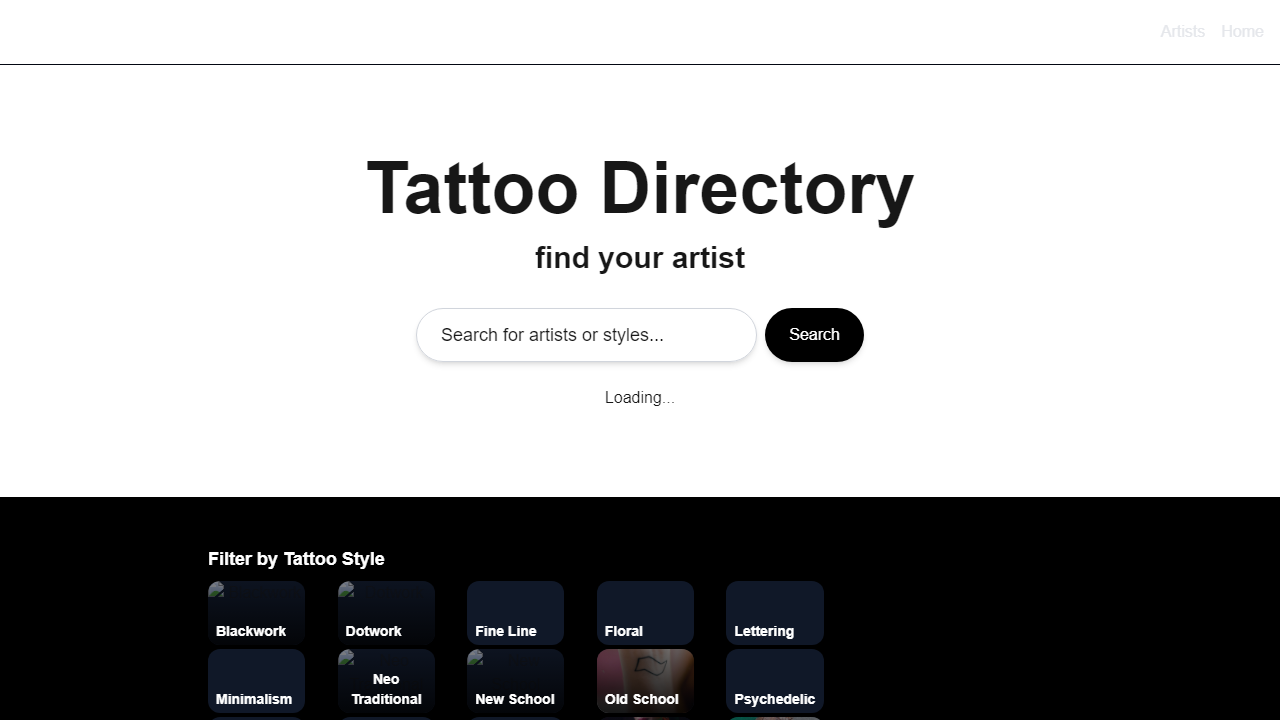 Artists Home
Tattoo Directory
find your artist
Search for artists or styles...
Search
Loading...
Filter by Tattoo Style
Blackwork
Dotwork
Fine Line
Floral
Lettering
Minimalism
Neo
Traditional
New School
Old School
Psychedelic